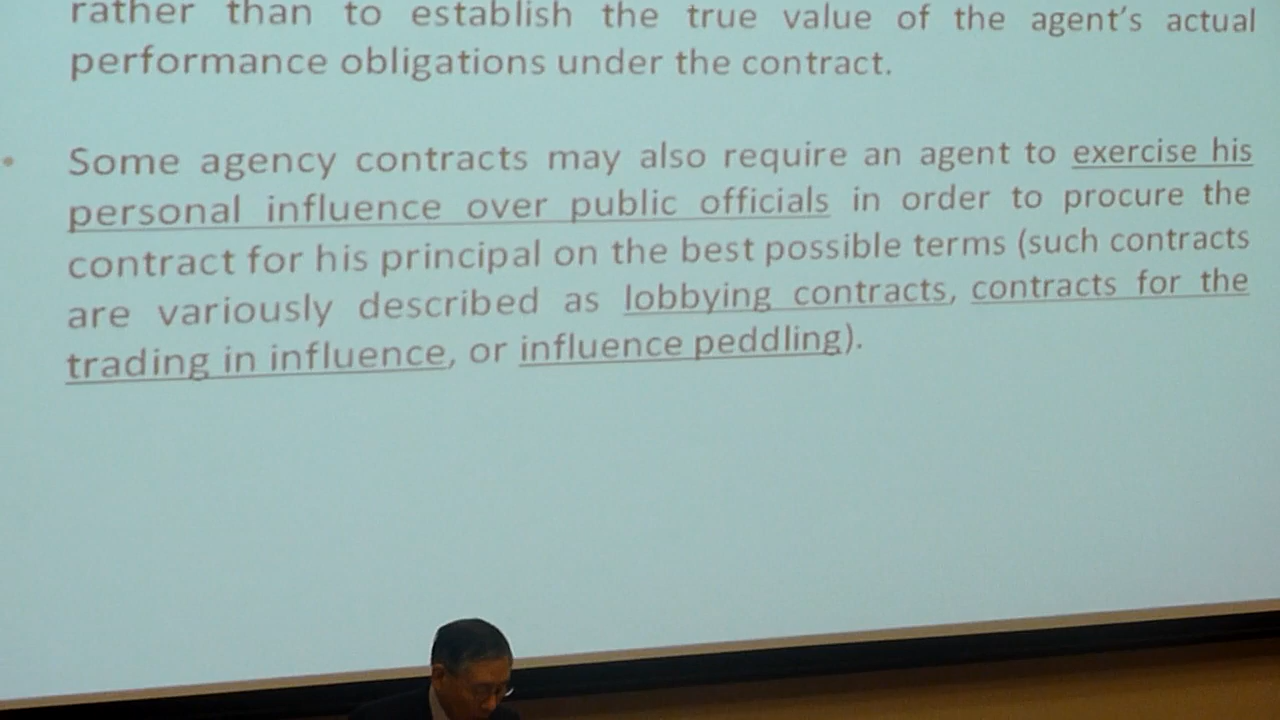 rather than to establish the true value of the agent's actual
performance obligations under the contract.
• Some agency contracts may also require an agent to exercise his
personal influence over public officials in order to procure the
contract for his principal on the best possible terms (such contracts
are variously described as lobbying contracts, contracts for the
trading in influence, or influence peddling).